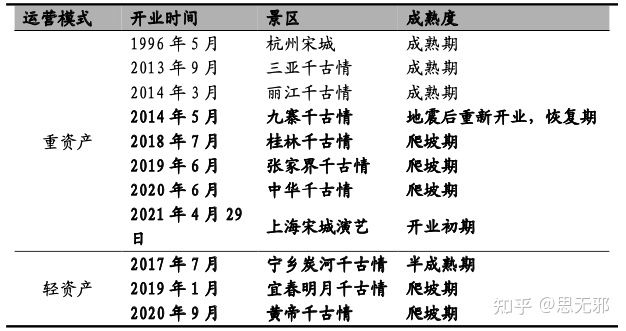 运营模式 开业时间 景区 成熟度
1996 年 5 月 杭州宋城 成熟期
2013 年 9 月 三亚千古情 成熟期
2014 年 3 月 丽江千古情 成熟期
2014 年 5 月 九寨千古情 地震后重新开业，恢复期
重资产 2018 年 7 月 桂林千古情 爬坡期
2019 年 6 月 张家界千古情 爬坡期
2020 年 6 月 中华千古情 爬坡期
2021 年 4 月 29
日 上海宋城演艺 开业初期
2017 年 7 月 宁乡炭河千古情 半成熟期
轻资产 2019 年 1 月 宜春明月千古情 爬坡期
2020 年 9 月 黄帝千古情 爬坡期
知乎 @思无邪